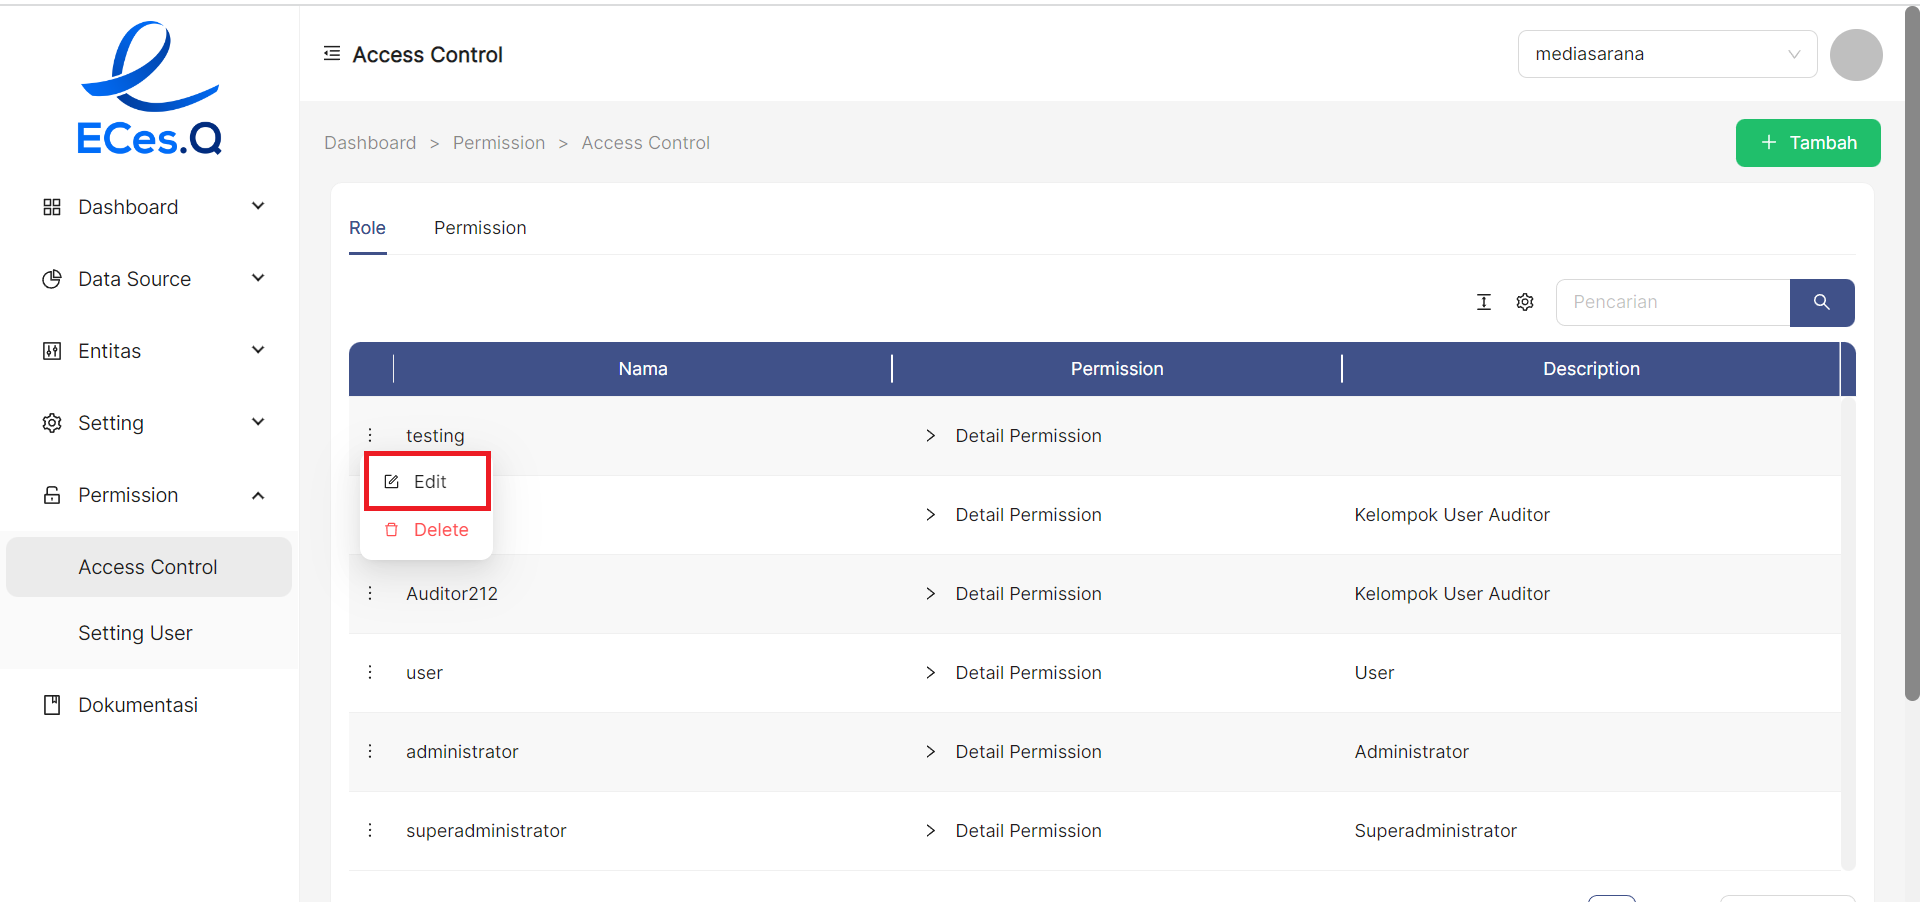 ECes.Q
Dashboard
Data Source
Entitas
Setting
Permission
Access Control
Setting User
Dokumentasi
Access Control
mediasarana
Dashboard > Permission > Access Control
+ Tambah
Role
Permission
Pencarian
Nama
Permission
Description
testing
Detail Permission
Edit
Delete
Detail Permission
Kelompok User Auditor
Auditor212
Detail Permission
Kelompok User Auditor
user
Detail Permission
User
administrator
Detail Permission
Administrator
superadministrator
Detail Permission
Superadministrator